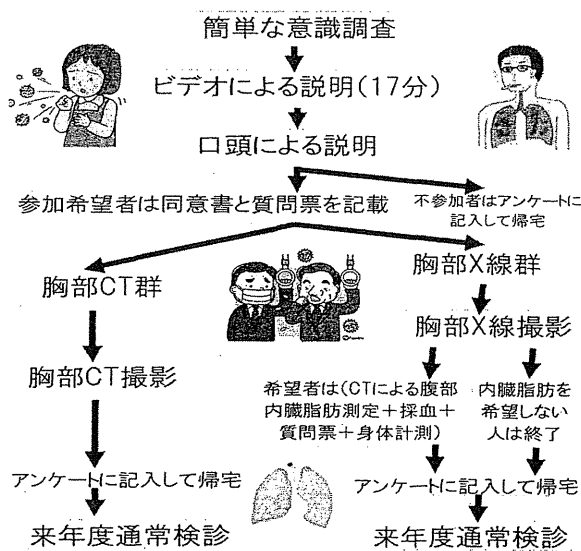 簡単な意識調査
ビデオによる説明(17分)
口頭による説明
参加希望者は同意書と質問票を記載
不参加者はアンケートに
記入して帰宅
胸部CT群
胸部X線群
胸部CT撮影
胸部X線撮影
希望者は(CTによる腹部
内臓脂肪測定+採血+
質問票+身体計測)
内臓脂肪を
希望しない
人は終了
アンケートに記入して帰宅
アンケートに記入して帰宅
来年度通常検診
来年度通常検診